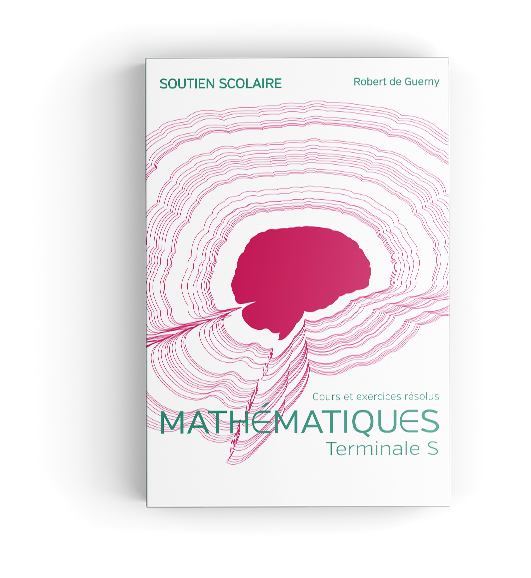 SOUTIEN SCOLAIRE
Robert de Guerny
Cours et exercices résolus
MATHÉMATIQUES
Terminale S